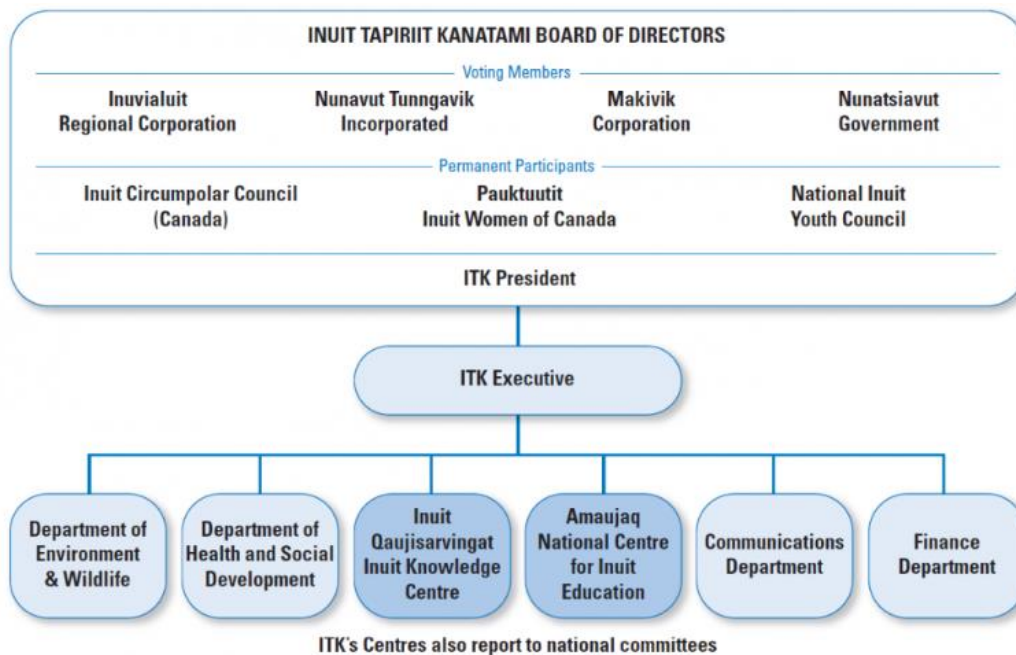 INUIT TAPIRIIT KANATAMI BOARD OF DIRECTORS
Voting Members
Inuvialuit
Regional Corporation
Nunavut Tunngavik
Incorporated
Makivik
Corporation
Nunatsiavut
Government
Permanent Participants
Inuit Circumpolar Council
(Canada)
Pauktuutit
Inuit Women of Canada
National Inuit
Youth Council
ITK President
ITK Executive
Department of
Environment
& Wildlife
Department of
Health and Social
Development
Inuit
Qaujisarvingat
Inuit Knowledge
Centre
Amaujaq
National Centre
for Inuit
Education
Communications
Department
Finance
Department
ITK's Centres also report to national committees